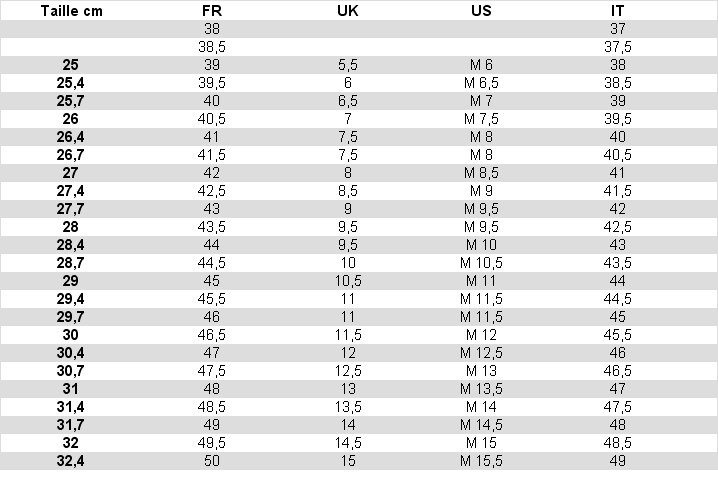 Taille cm FR UK US IT
38 37
38,5 37,5
25 39 5,5 M 6 38
25,4 39,5 6 M 6,5 38,5
25,7 40 6,5 M 7 39
26 40,5 7 M 7,5 39,5
26,4 41 7,5 M 8 40
26,7 41,5 7,5 M 8 40,5
27 42 8 M 8,5 41
27,4 42,5 8,5 M 9 41,5
27,7 43 9 M 9,5 42
28 43,5 9,5 M 9,5 42,5
28,4 44 9,5 M 10 43
28,7 44,5 10 M 10,5 43,5
29 45 10,5 M 11 44
29,4 45,5 11 M 11,5 44,5
29,7 46 11 M 11,5 45
30 46,5 11,5 M 12 45,5
30,4 47 12 M 12,5 46
30,7 47,5 12,5 M 13 46,5
31 48 13 M 13,5 47
31,4 48,5 13,5 M 14 47,5
31,7 49 14 M 14,5 48
32 49,5 14,5 M 15 48,5
32,4 50 15 M 15,5 49